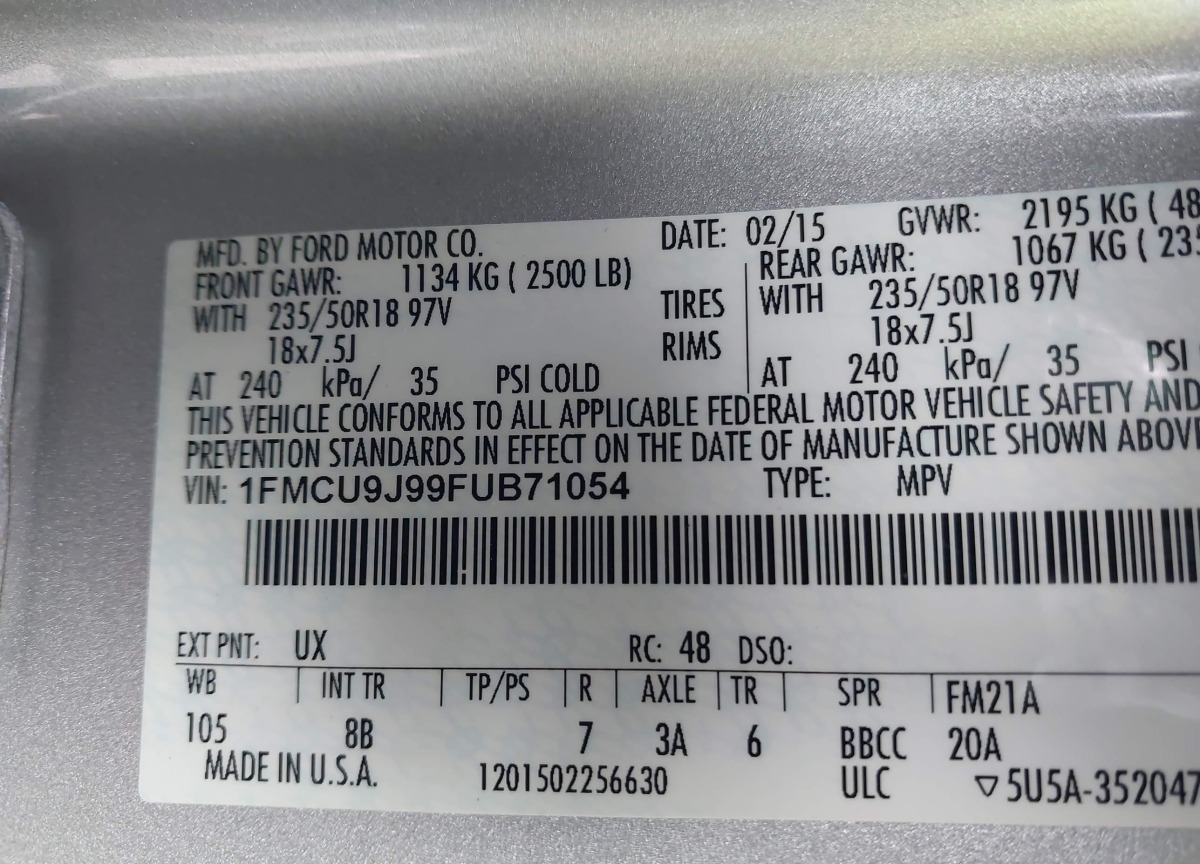 MFD. BY FORD MOTOR CO. DATE: 02/15 GVWR: 2195 KG ( 48
FRONT GAWR: 1134 KG ( 2500 LB) REAR GAWR: 1067 KG ( 235
WITH 235/50R18 97V TIRES WITH 235/50R18 97V
18x7.5J RIMS 18x7.5J
AT 240 kPa/ 35 PSI COLD AT 240 kPa/ 35 PSI
THIS VEHICLE CONFORMS TO ALL APPLICABLE FEDERAL MOTOR VEHICLE SAFETY AND
PREVENTION STANDARDS IN EFFECT ON THE DATE OF MANUFACTURE SHOWN ABOVE
VIN: 1FMCU9J99FUB71054 TYPE: MPV
EXT PNT: UX RC: 48 DSO:
WB INT TR TP/PS R AXLE TR SPR FM21A
105 8B 7 3A 6 BBCC 20A
MADE IN U.S.A. 1201502256630 ULC ▽5U5A-352047